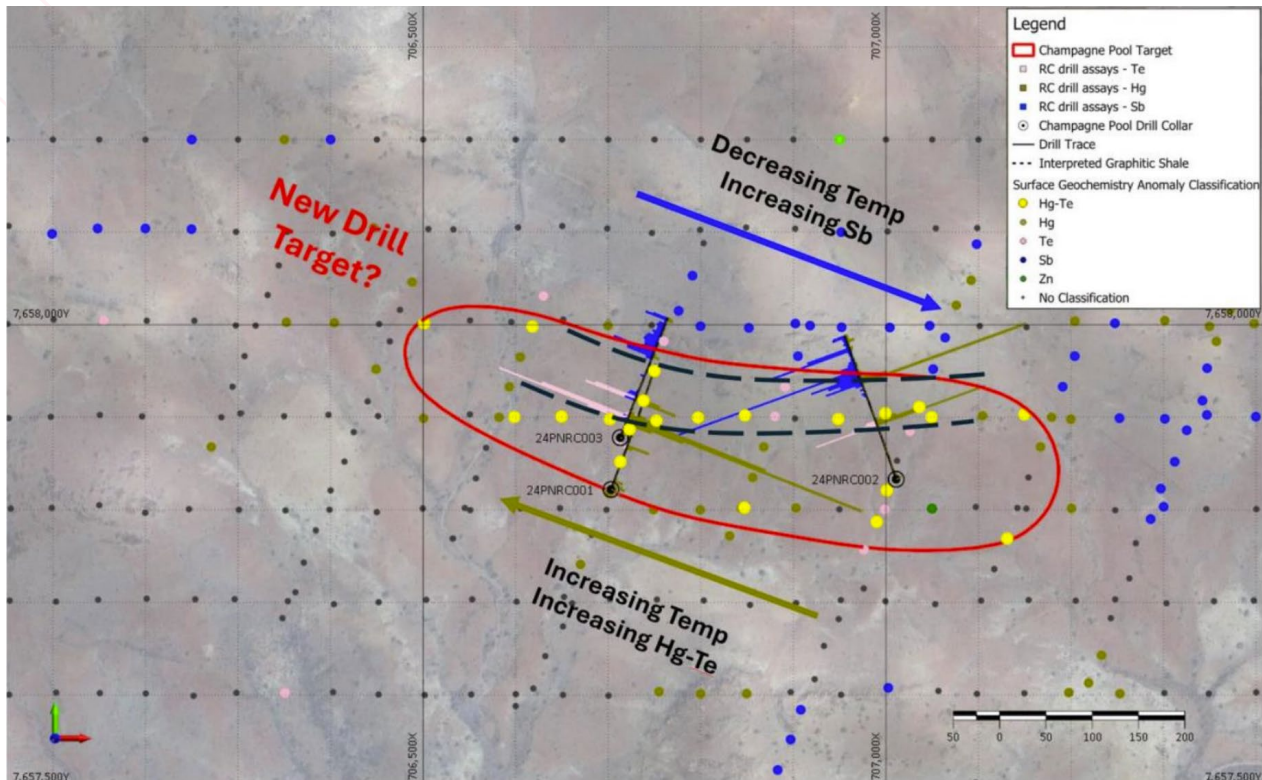 706,500X
707,000X
Legend
Champagne Pool Target
RC drill assays - Te
RC drill assays - Hg
RC drill assays - Sb
Champagne Pool Drill Collar
Drill Trace
Interpreted Graphitic Shale
Surface Geochemistry Anomaly Classification
Hg-Te
Hg
Te
Sb
Zn
No Classification
Decreasing Temp
Increasing Sb
New Drill
Target?
7,658,000Y
7,658,000Y
24PNRC003
24PNRC002
24PNRC001
Increasing Temp
Increasing Hg-Te
50 0 50 100 150 200
706,500X
707,000X
7,657,500Y
7,657,500Y